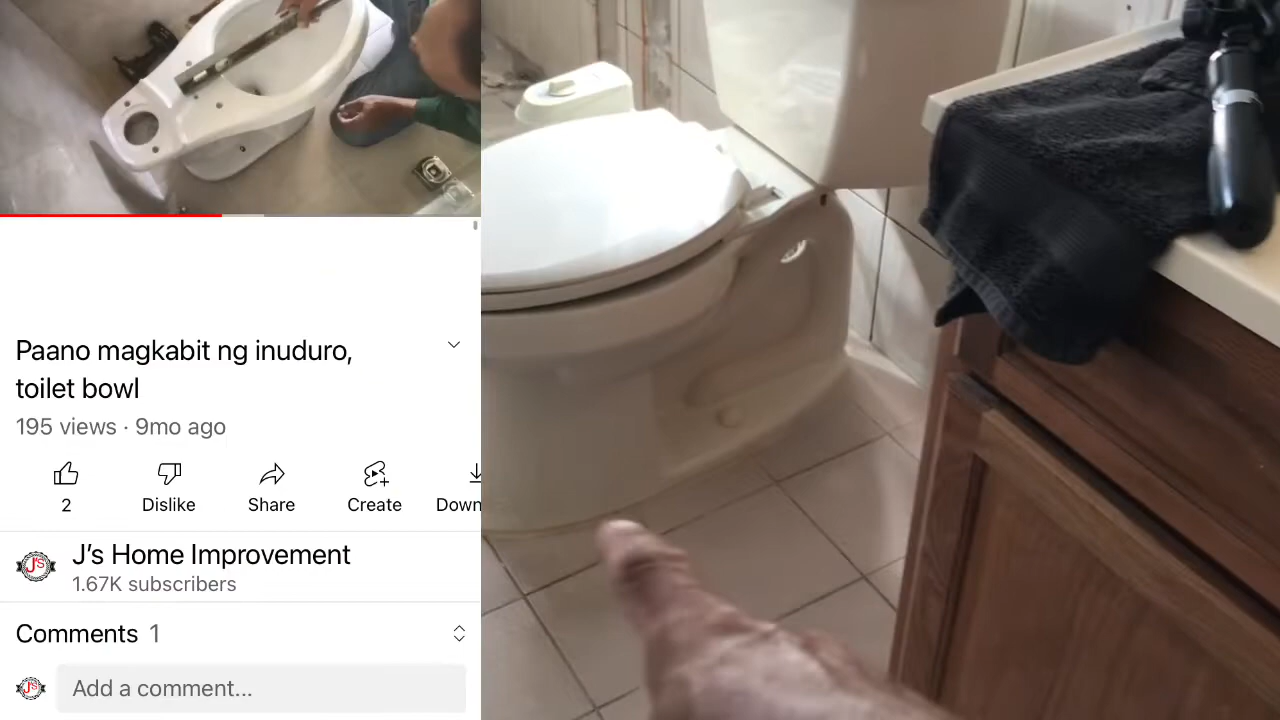 Paano magkabit ng inuduro,
toilet bowl
195 views · 9mo ago
2
Dislike
Share
Create
Down
J's Home Improvement
1.67K subscribers
Comments 1
J's
Add a comment...